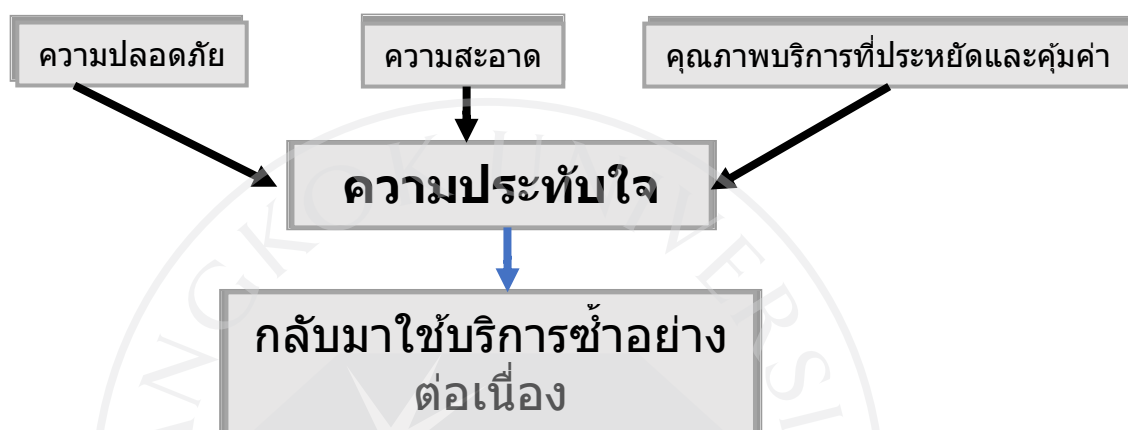 ความปลอดภัย
ความสะอาด
คุณภาพบริการที่ประหยัดและคุ้มค่า
ความประทับใจ
กลับมาใช้บริการซ้ำอย่าง
ต่อเนื่อง